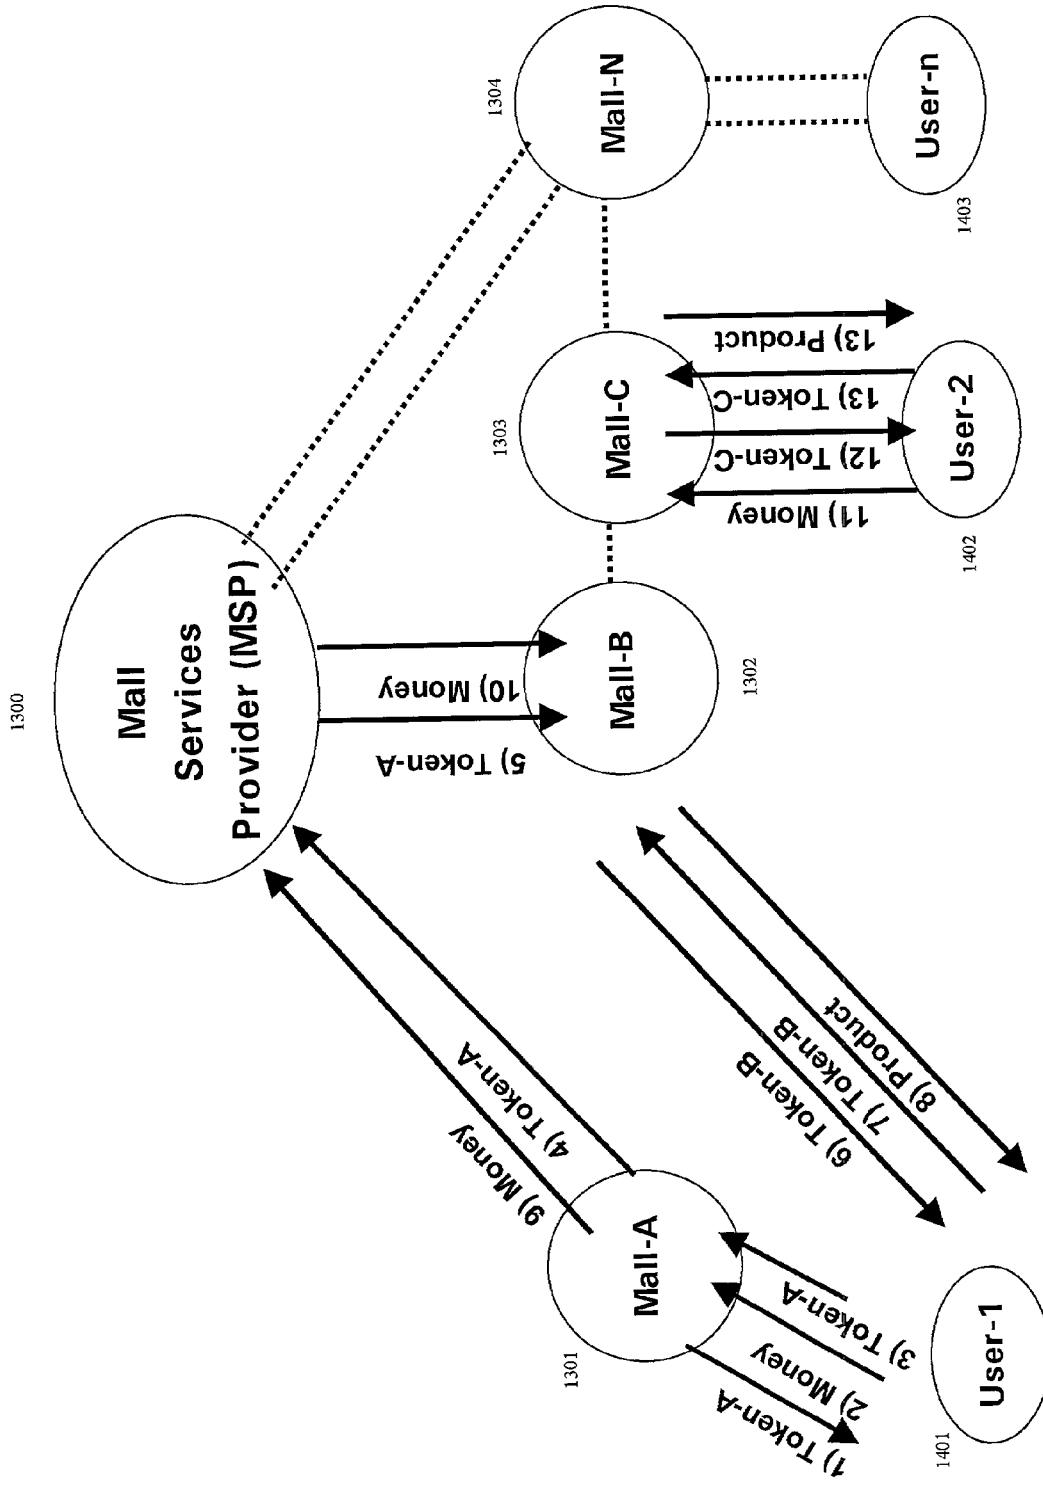 1300
Mall
Services
Provider (MSP)
1304
Mall-N
1303
Mall-C
1302
Mall-B
1301
Mall-A
9) Money
4) Token-A
5) Token-A
10) Money
11) Money
12) Token-C
13) Token-C
13) Product
6) Token-B
7) Token-B
8) Product
1) Token-A
2) Money
3) Token-A
1401
User-1
1402
User-2
1403
User-n